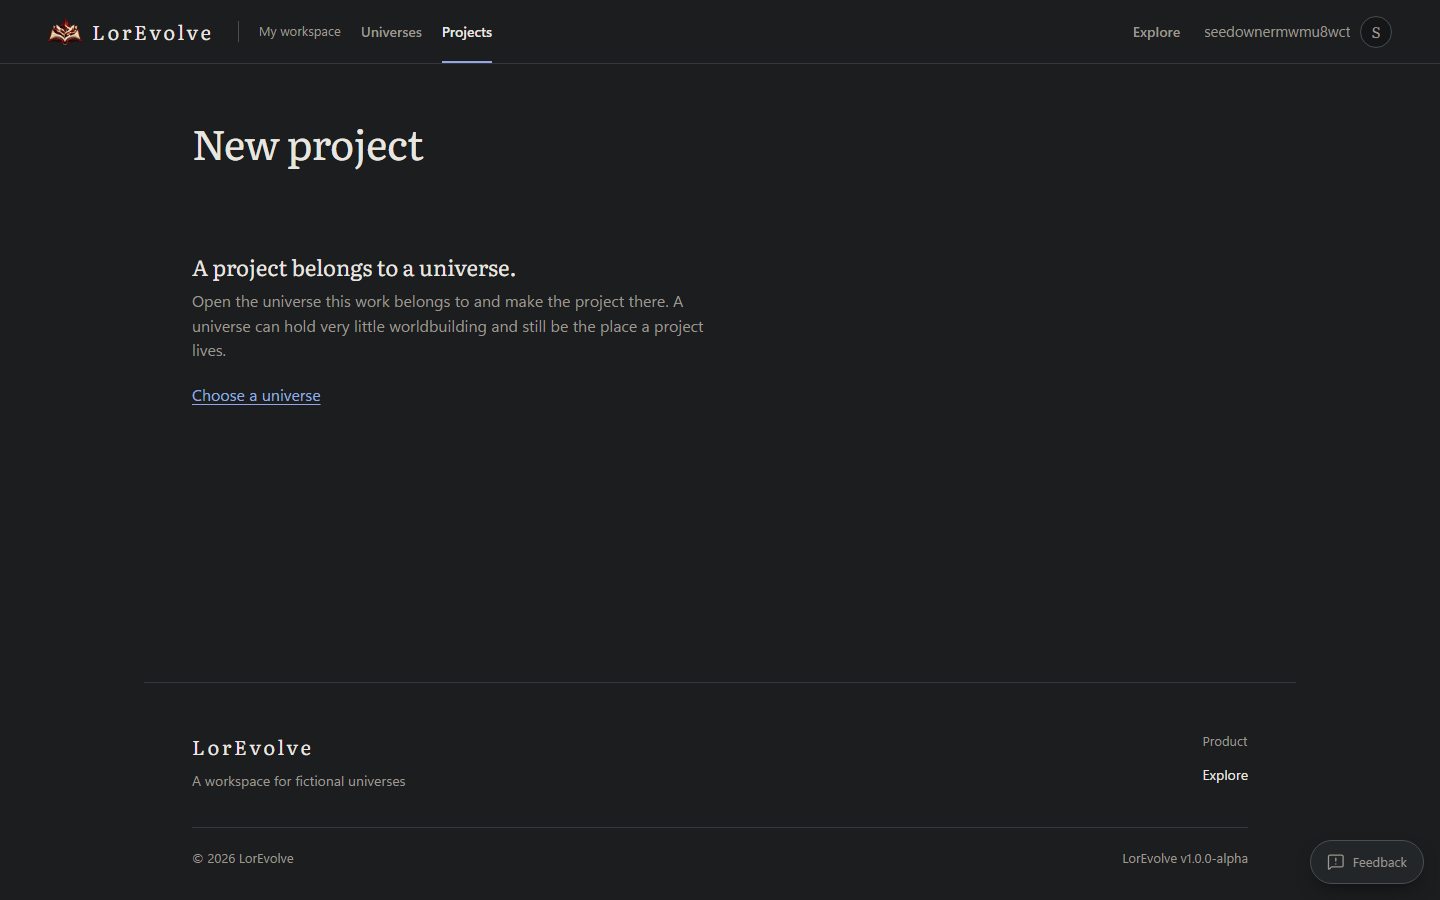 LorEvolve
My workspace
Universes
Projects
Explore
seedownermwmu8wct
S
New project
A project belongs to a universe.
Open the universe this work belongs to and make the project there. A
universe can hold very little worldbuilding and still be the place a project
lives.
Choose a universe
LorEvolve
A workspace for fictional universes
Product
Explore
© 2026 LorEvolve
LorEvolve v1.0.0-alpha
Feedback